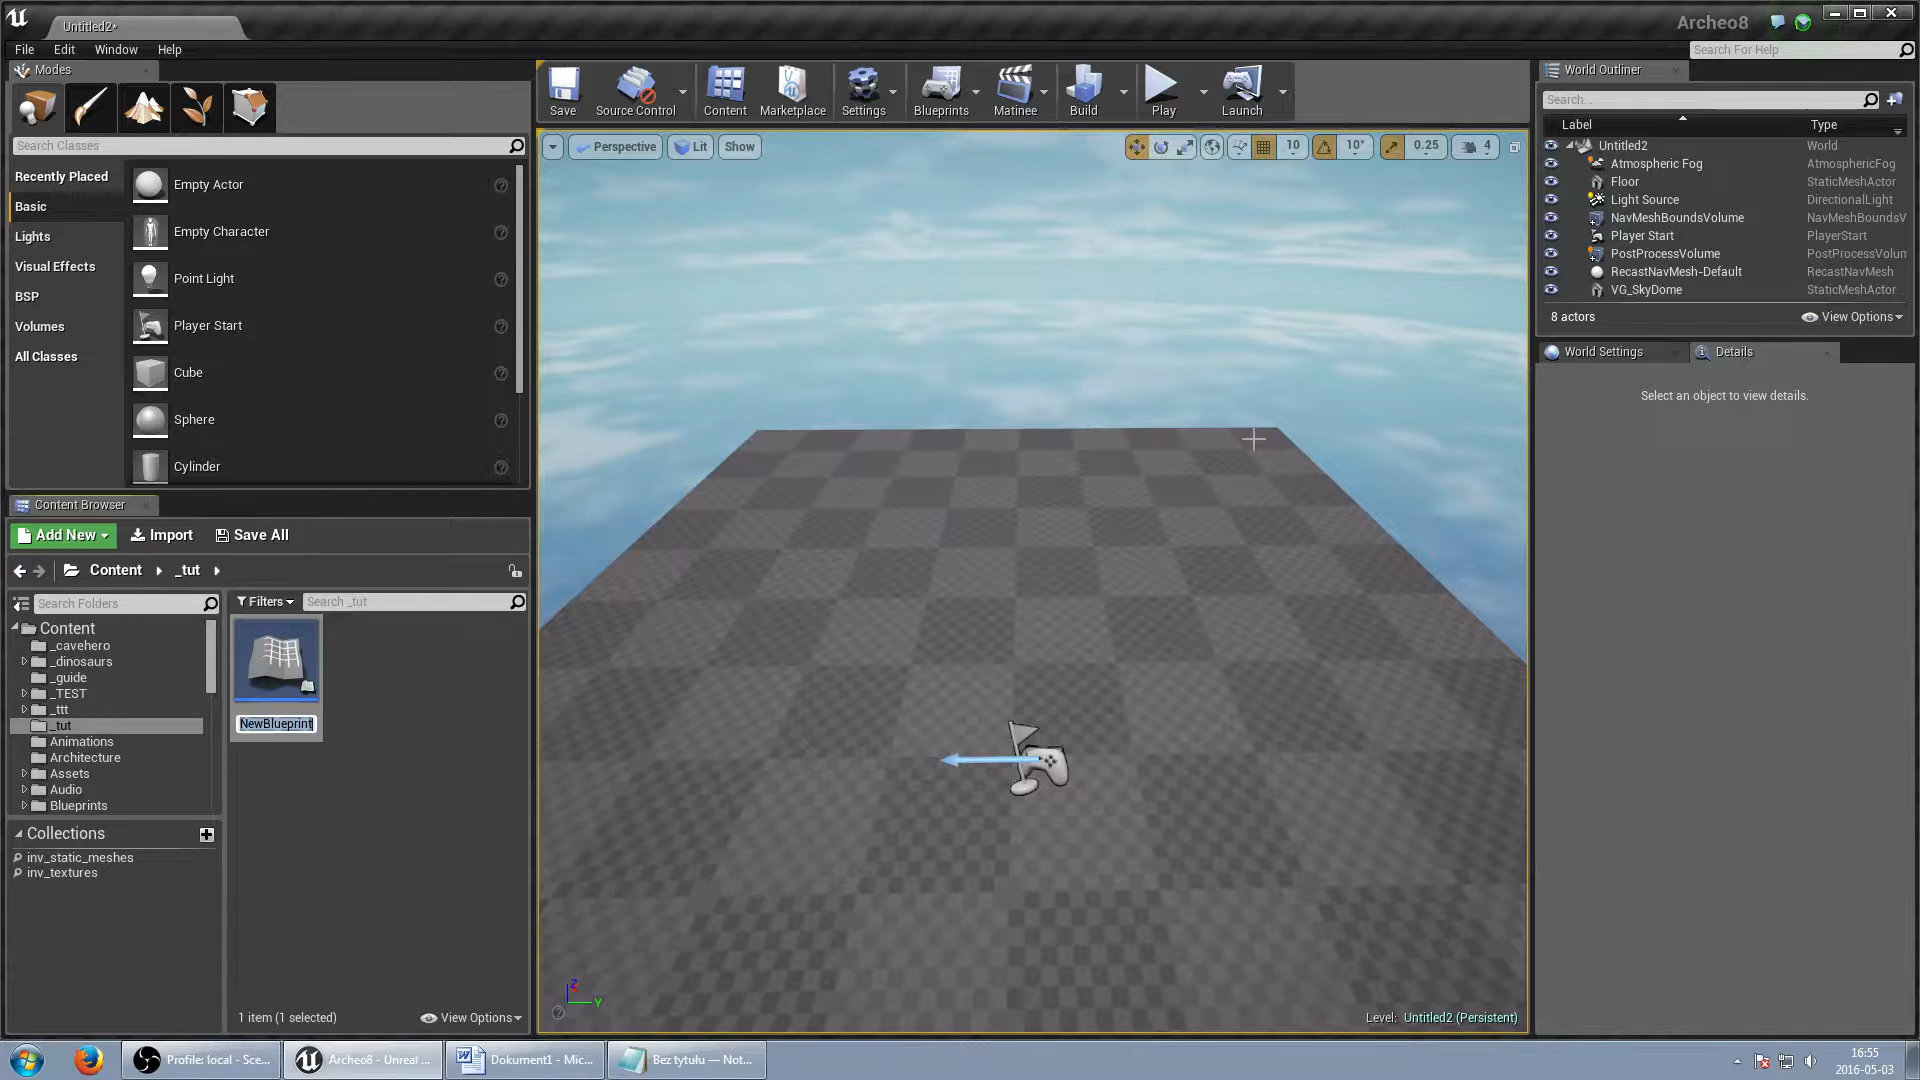 Untitled2*
Archeo8
File Edit Window Help
Search For Help
Modes
Search Classes
Recently Placed
Basic
Lights
Visual Effects
BSP
Volumes
All Classes
Empty Actor
Empty Character
Point Light
Player Start
Cube
Sphere
Cylinder
Save
Source Control
Content
Marketplace
Settings
Blueprints
Matinee
Build
Play
Launch
Perspective
Lit
Show
10
10°
0.25
4
World Outliner
Search...
Label Type
Untitled2 World
Atmospheric Fog AtmosphericFog
Floor StaticMeshActor
Light Source DirectionalLight
NavMeshBoundsVolume NavMeshBoundsV
Player Start PlayerStart
PostProcessVolume PostProcessVolum
RecastNavMesh-Default RecastNavMesh
VG_SkyDome StaticMeshActor
8 actors
View Options
World Settings
Details
Select an object to view details.
Content Browser
Add New
Import
Save All
Content
_tut
Search Folders
Filters
Search _tut
Content
_cavehero
_dinosaurs
_guide
_TEST
_ttt
_tut
Animations
Architecture
Assets
Audio
Blueprints
NewBlueprint
Collections
inv_static_meshes
inv_textures
1 item (1 selected)
View Options
Z
Y
Level: Untitled2 (Persistent)
Profile: local - Sce...
Archeo8 - Unreal ...
Dokument1 - Mic...
Bez tytułu — Not...
16:55
2016-05-03